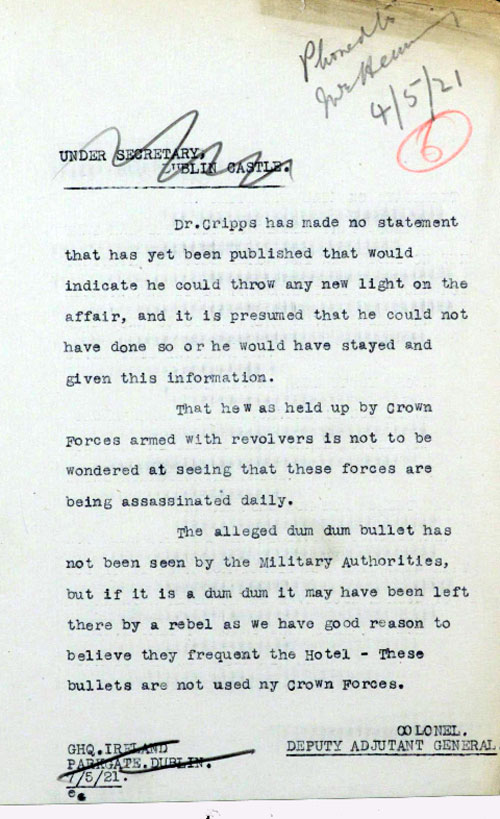 Phoned to
Mr
4/5/21
6
UNDER SECRETARY,
DUBLIN CASTLE.
Dr.Cripps has made no statement
that has yet been published that would
indicate he could throw any new light on the
affair, and it is presumed that he could not
have done so or he would have stayed and
given this information.
That hew as held up by Crown
Forces armed with revolvers is not to be
wondered at seeing that these forces are
being assassinated daily.
The alleged dum dum bullet has
not been seen by the Military Authorities,
but if it is a dum dum it may have been left
there by a rebel as we have good reason to
believe they frequent the Hotel - These
bullets are not used ny Crown Forces.
COLONEL.
DEPUTY ADJUTANT GENERAL
GHQ.IRELAND
PARKGATE.DUBLIN.
/5/21.